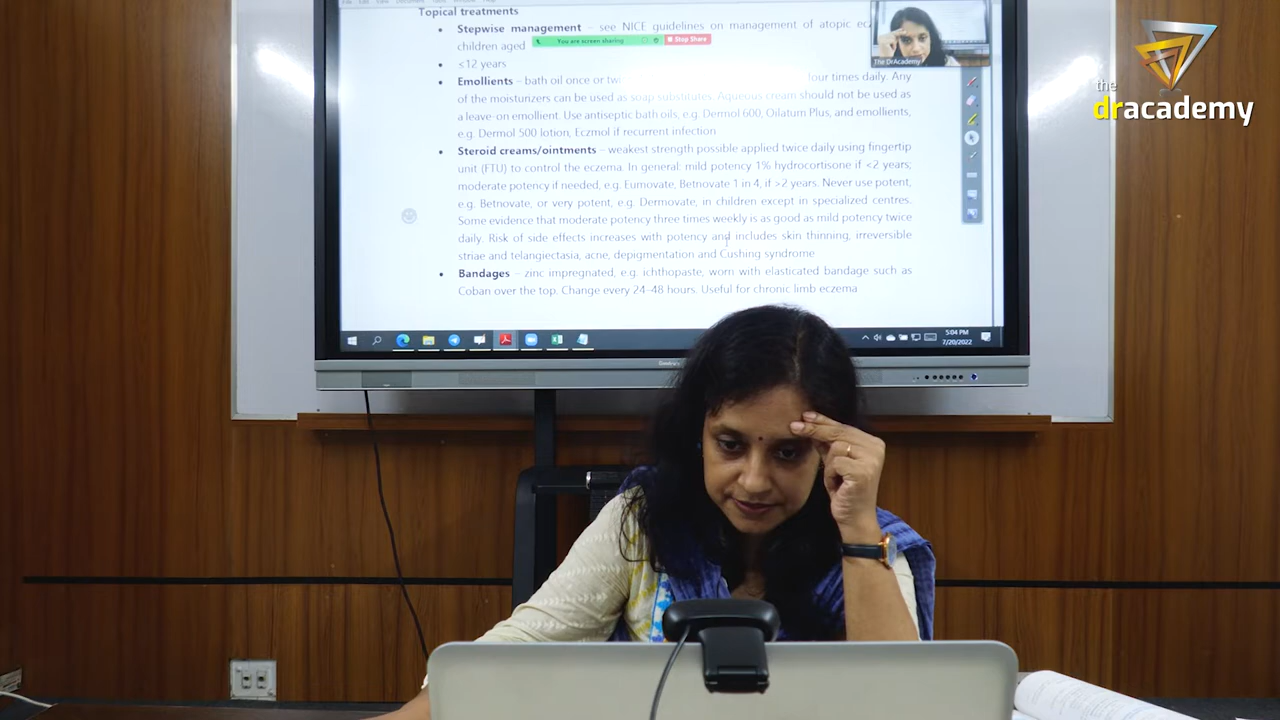 Topical treatments
• Stepwise management – see NICE guidelines on management of atopic
children aged
You are screen sharing Stop Share
• <12 years
• Emollients – bath oil once or four times daily. Any
of the moisturizers can be used as soap substitutes. Aqueous cream should not be used as
a leave-on emollient. Use antiseptic bath oils, e.g. Dermol 600, Oilatum Plus, and emollients,
e.g. Dermol 500 lotion, Eczmol if recurrent infection
• Steroid creams/ointments – weakest strength possible applied twice daily using fingertip
unit (FTU) to control the eczema. In general: mild potency 1% hydrocortisone if <2 years;
moderate potency if needed, e.g. Eumovate, Betnovate 1 in 4, if >2 years. Never use potent,
e.g. Betnovate, or very potent, e.g. Dermovate, in children except in specialized centres.
Some evidence that moderate potency three times weekly is as good as mild potency twice
daily. Risk of side effects increases with potency and includes skin thinning, irreversible
striae and telangiectasia, acne, depigmentation and Cushing syndrome
• Bandages – zinc impregnated, e.g. ichthopaste, worn with elasticated bandage such as
Coban over the top. Change every 24–48 hours. Useful for chronic limb eczema
The DrAcademy
5:04 PM
7/20/2022
the
dracademy